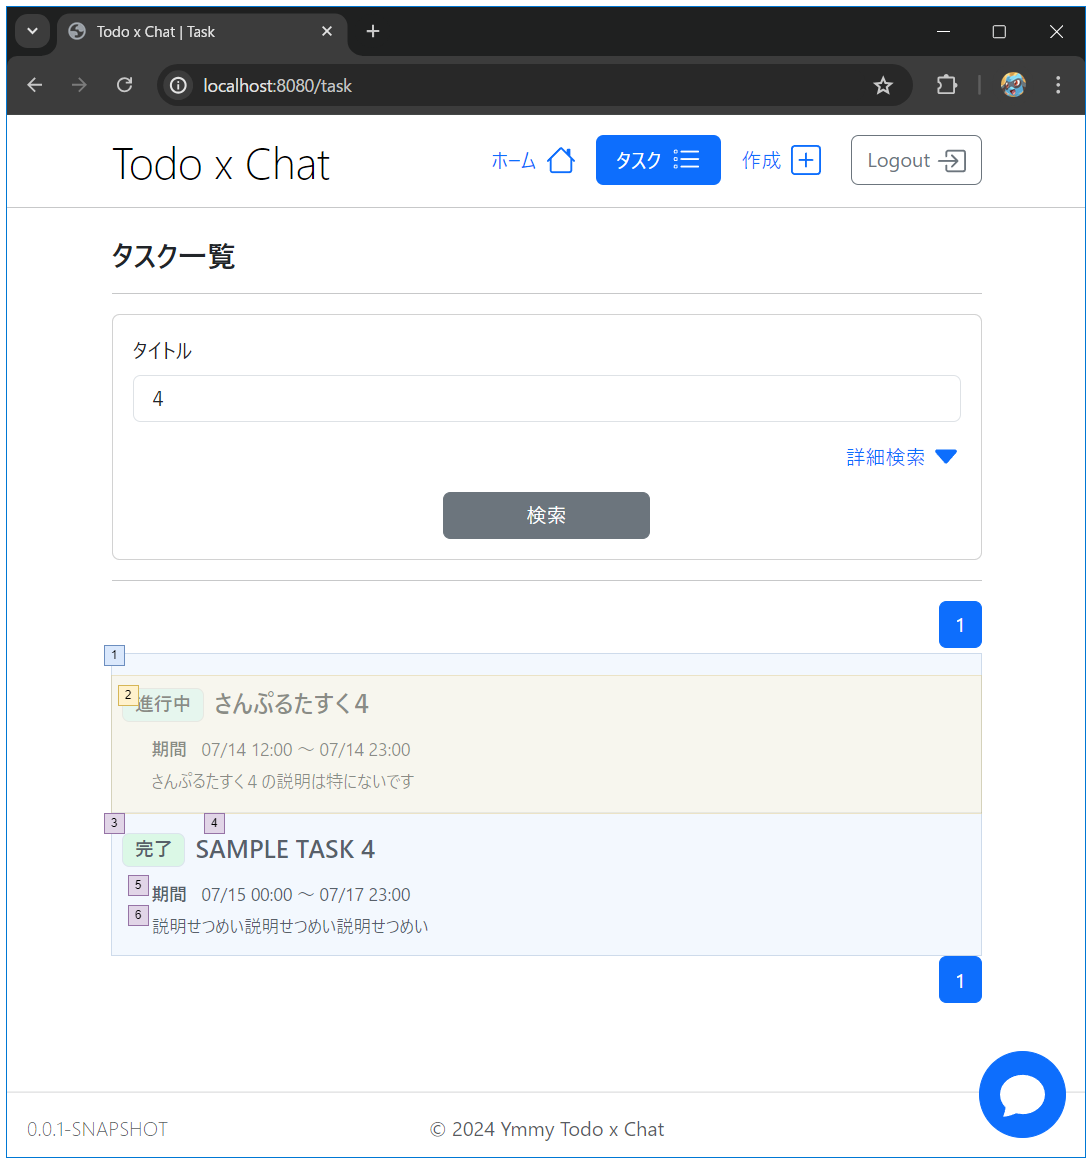 Todo x Chat | Task
localhost:8080/task
Todo x Chat
ホーム
タスク
作成
Logout
タスク一覧
タイトル
4
詳細検索
検索
1
1
2
進行中 さんぷるたすく4
期間 07/14 12:00 ～ 07/14 23:00
さんぷるたすく4 の説明は特にないです
3
4
完了 SAMPLE TASK 4
5
期間 07/15 00:00 ～ 07/17 23:00
6
説明せつめい説明せつめい説明せつめい
1
0.0.1-SNAPSHOT
© 2024 Ymmy Todo x Chat